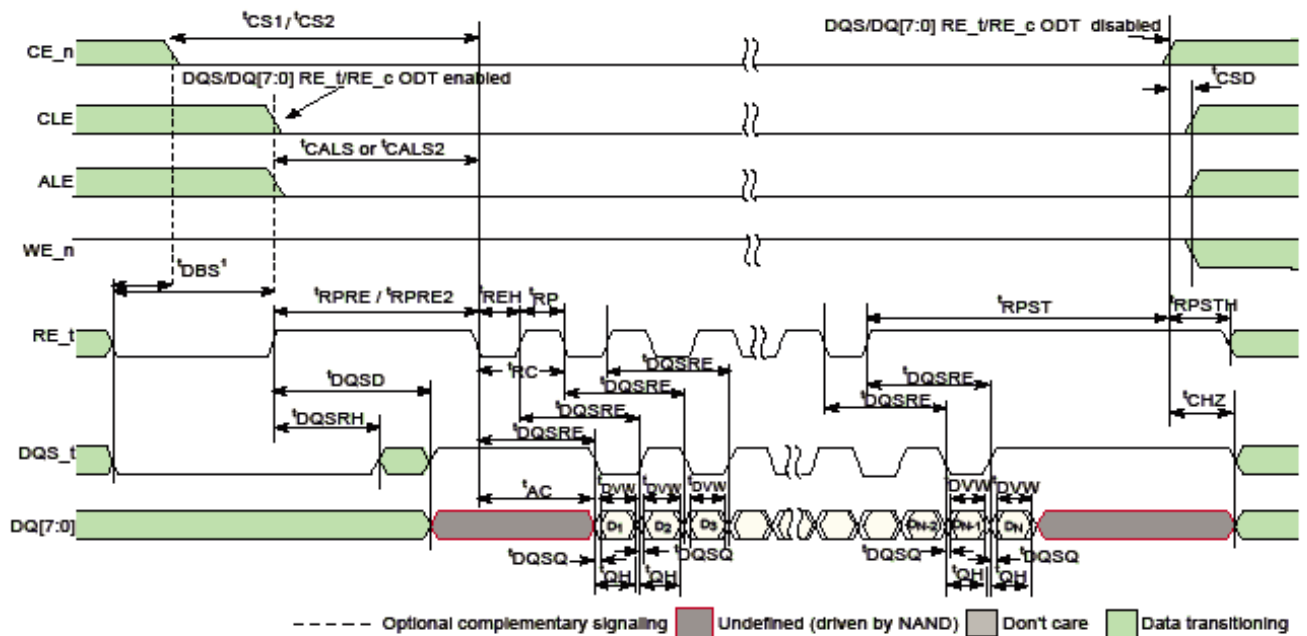 tCS1 / tCS2
DQS/DQ[7:0] RE_t/RE_c ODT disabled
CE_n
DQS/DQ[7:0] RE_t/RE_c ODT enabled
tCSD
CLE
tCALS or tCALS2
ALE
WE_n
tDBS1
tRPRE / tRPRE2
tREH
tRP
tRPST
tRPSTH
RE_t
tRC
tDQSRE
tDQSD
tDQSRE
tDQSRE
tDQSRE
tDQSRH
tDQSRE
tCHZ
tDQSRE
DQS_t
tAC
tDVW
tDVW
tDVW
tDVW
tDVW
DQ[7:0]
D1
D2
D3
DN-2
DN-1
DN
tDQSQ
tDQSQ
tDQSQ
tDQSQ
tQH
tQH
tQH
tQH
Optional complementary signaling
Undefined (driven by NAND)
Don't care
Data transitioning